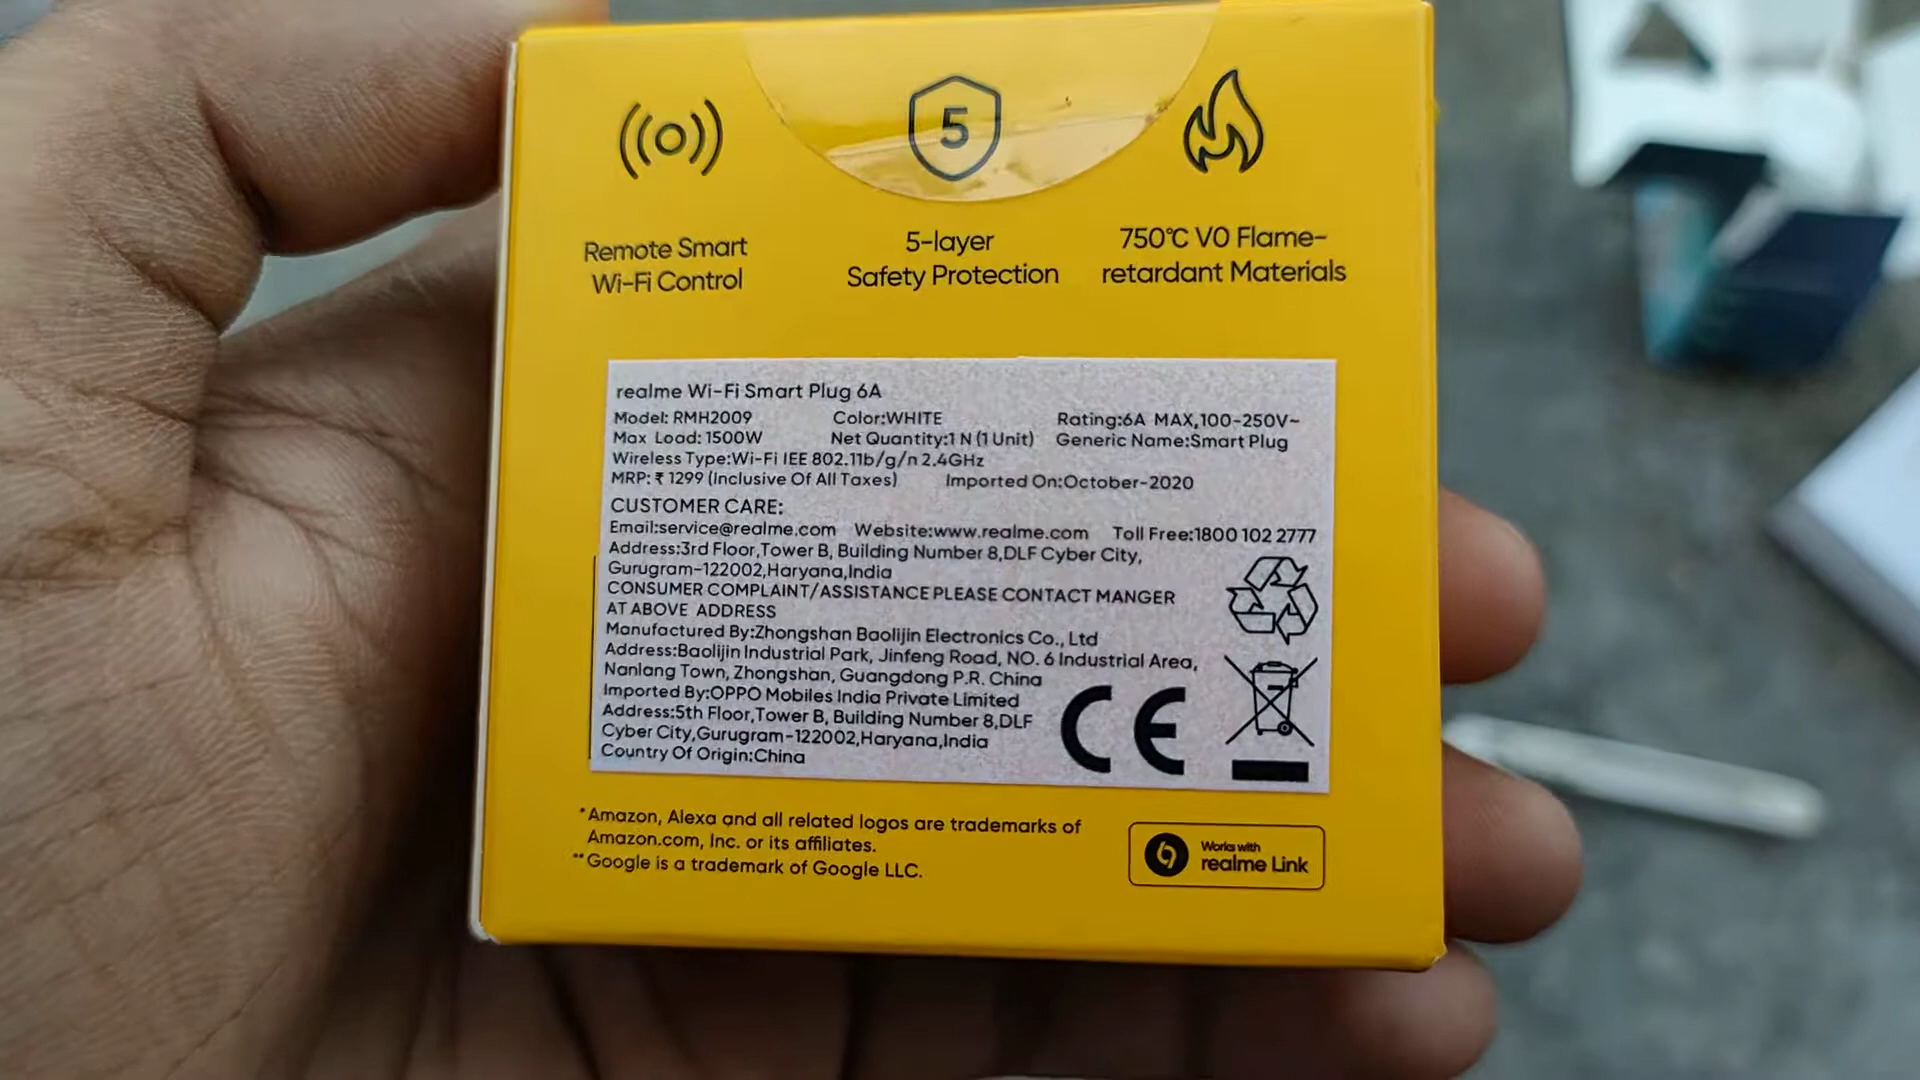 5
Remote Smart
Wi-Fi Control
5-layer
Safety Protection
750℃ V0 Flame-
retardant Materials
realme Wi-Fi Smart Plug 6A
Model: RMH2009 Color:WHITE Rating:6A MAX,100-250V~
Max Load: 1500W Net Quantity:1 N (1 Unit) Generic Name:Smart Plug
Wireless Type:Wi-Fi IEE 802.11b/g/n 2.4GHz
MRP: ₹ 1299 (Inclusive Of All Taxes) Imported On:October-2020
CUSTOMER CARE:
Email:service@realme.com Website:www.realme.com Toll Free:1800 102 2777
Address:3rd Floor,Tower B, Building Number 8,DLF Cyber City,
Gurugram-122002,Haryana,India
CONSUMER COMPLAINT/ASSISTANCE PLEASE CONTACT MANGER
AT ABOVE ADDRESS
Manufactured By:Zhongshan Baolijin Electronics Co., Ltd
Address:Baolijin Industrial Park, Jinfeng Road, NO. 6 Industrial Area,
Nanlang Town, Zhongshan, Guangdong P.R. China
Imported By:OPPO Mobiles India Private Limited
Address:5th Floor,Tower B, Building Number 8,DLF
Cyber City,Gurugram-122002,Haryana,India
Country Of Origin:China
CE
*Amazon, Alexa and all related logos are trademarks of
Amazon.com, Inc. or its affiliates.
**Google is a trademark of Google LLC.
Works with
realme Link